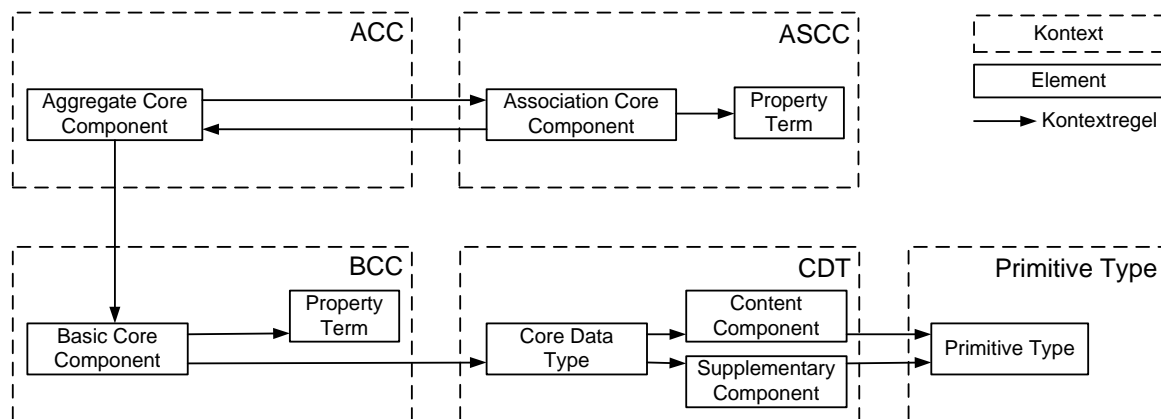 ACC
Aggregate Core
Component
ASCC
Association Core
Component
Property
Term
Kontext
Element
Kontextregel
BCC
Property
Term
Basic Core
Component
CDT
Core Data
Type
Content
Component
Supplementary
Component
Primitive Type
Primitive Type